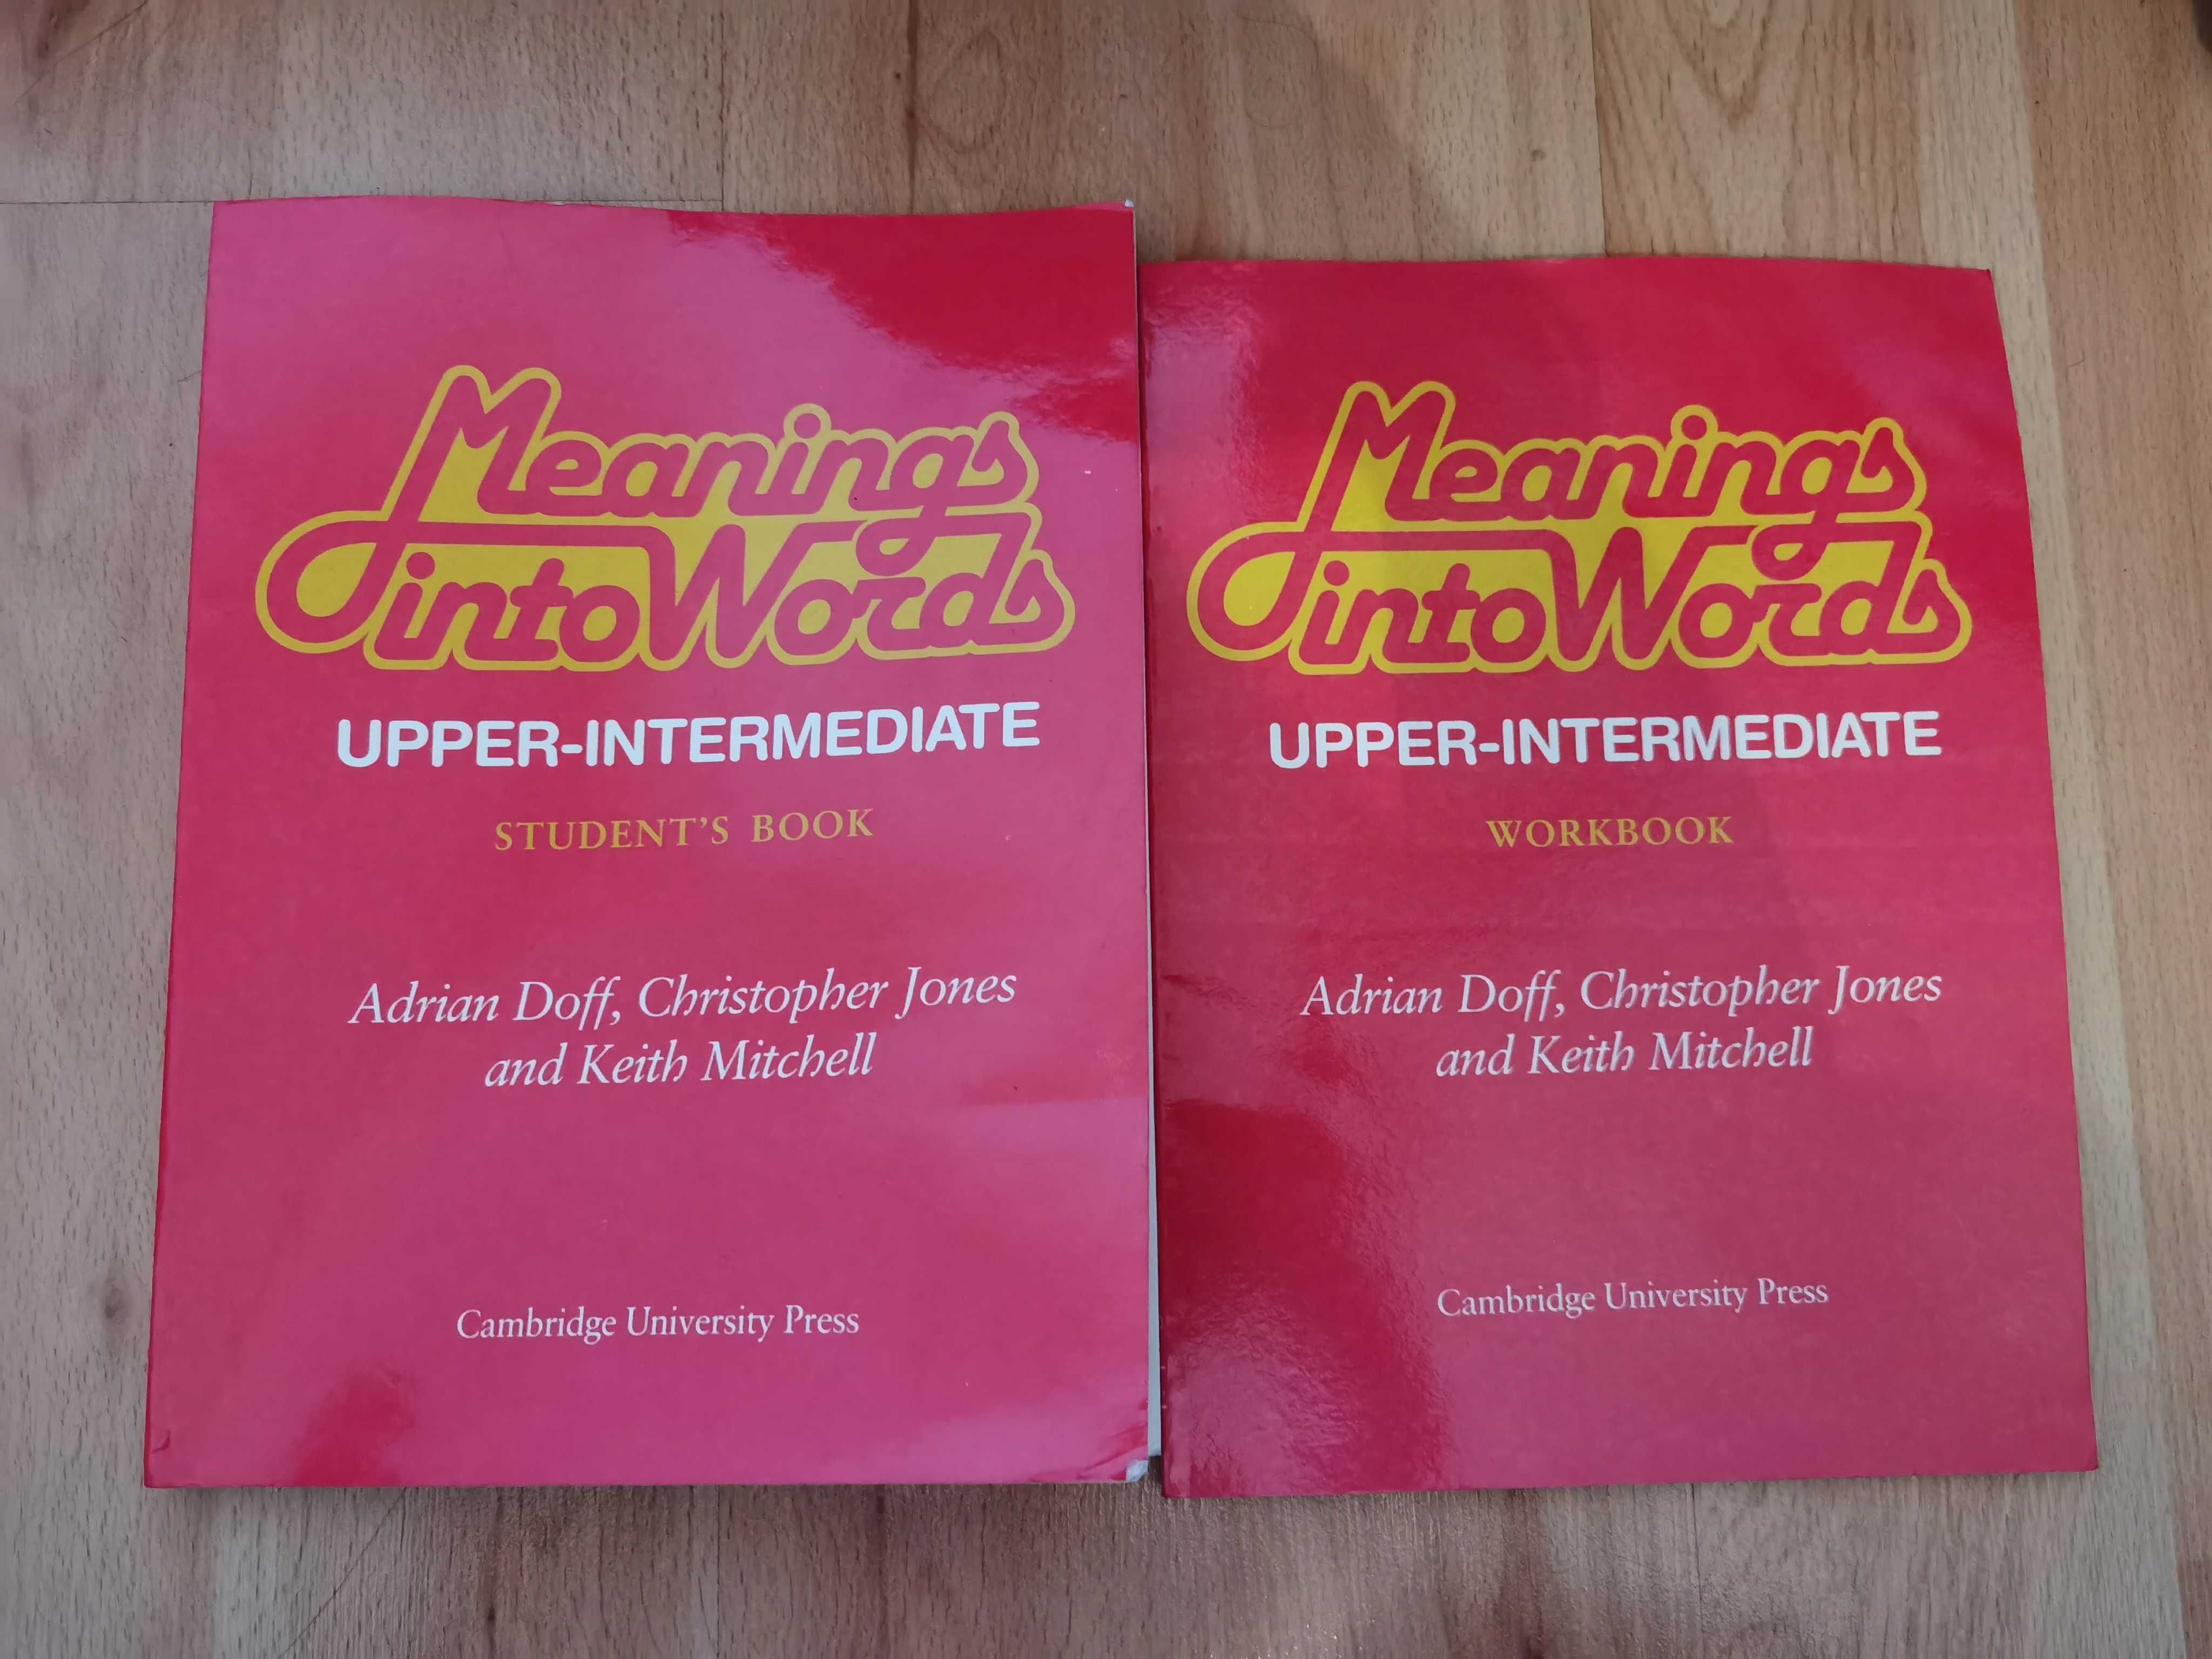 Meanings
into Words
UPPER-INTERMEDIATE
STUDENT'S BOOK
Adrian Doff, Christopher Jones
and Keith Mitchell
Cambridge University Press
Meanings
into Words
UPPER-INTERMEDIATE
WORKBOOK
Adrian Doff, Christopher Jones
and Keith Mitchell
Cambridge University Press